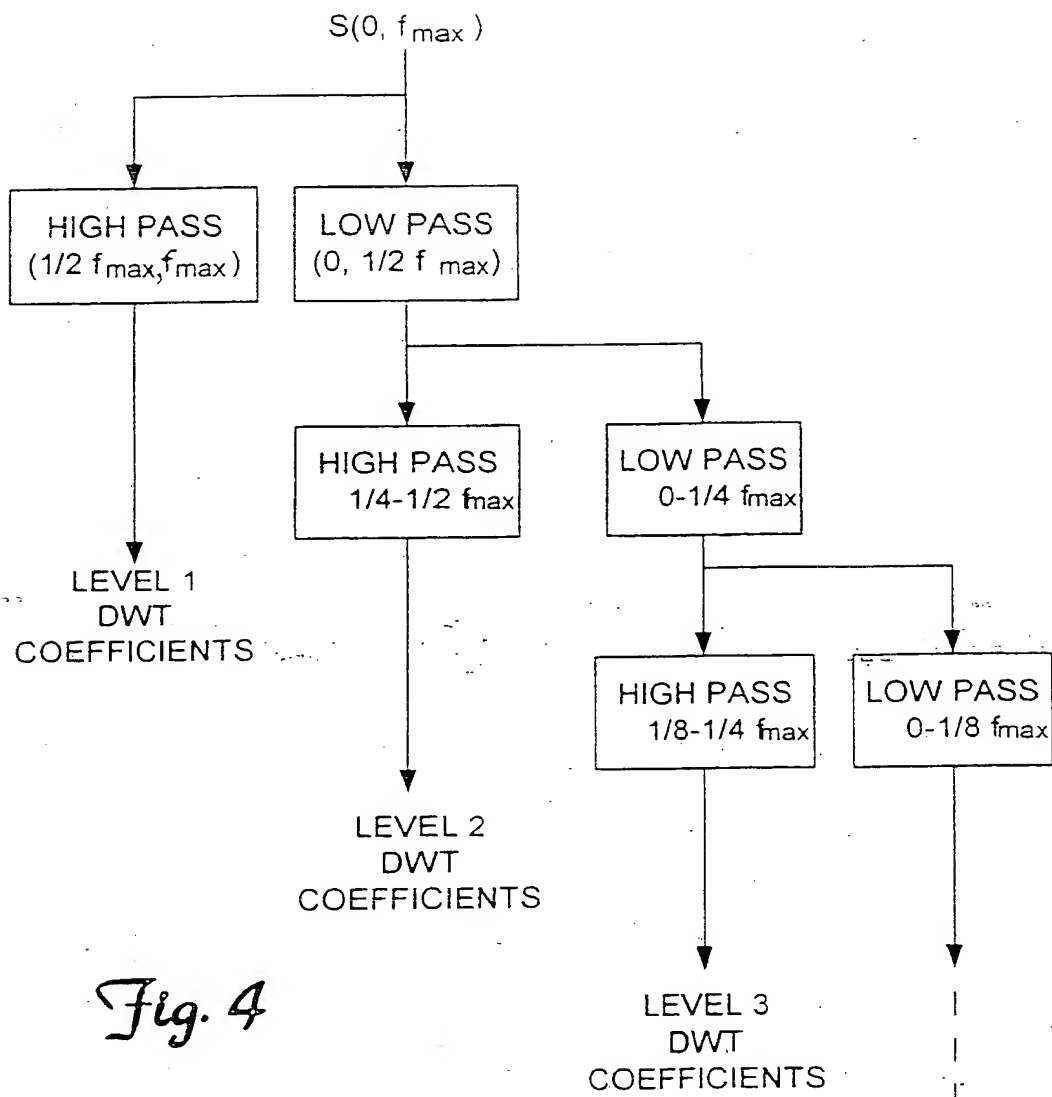 S(0, fmax )
HIGH PASS
(1/2 fmax,fmax)
LOW PASS
(0, 1/2 f max)
HIGH PASS
1/4-1/2 fmax
LOW PASS
0-1/4 fmax
LEVEL 1
DWT
COEFFICIENTS
HIGH PASS
1/8-1/4 fmax
LOW PASS
0-1/8 fmax
LEVEL 2
DWT
COEFFICIENTS
LEVEL 3
DWT
COEFFICIENTS
Fig. 4